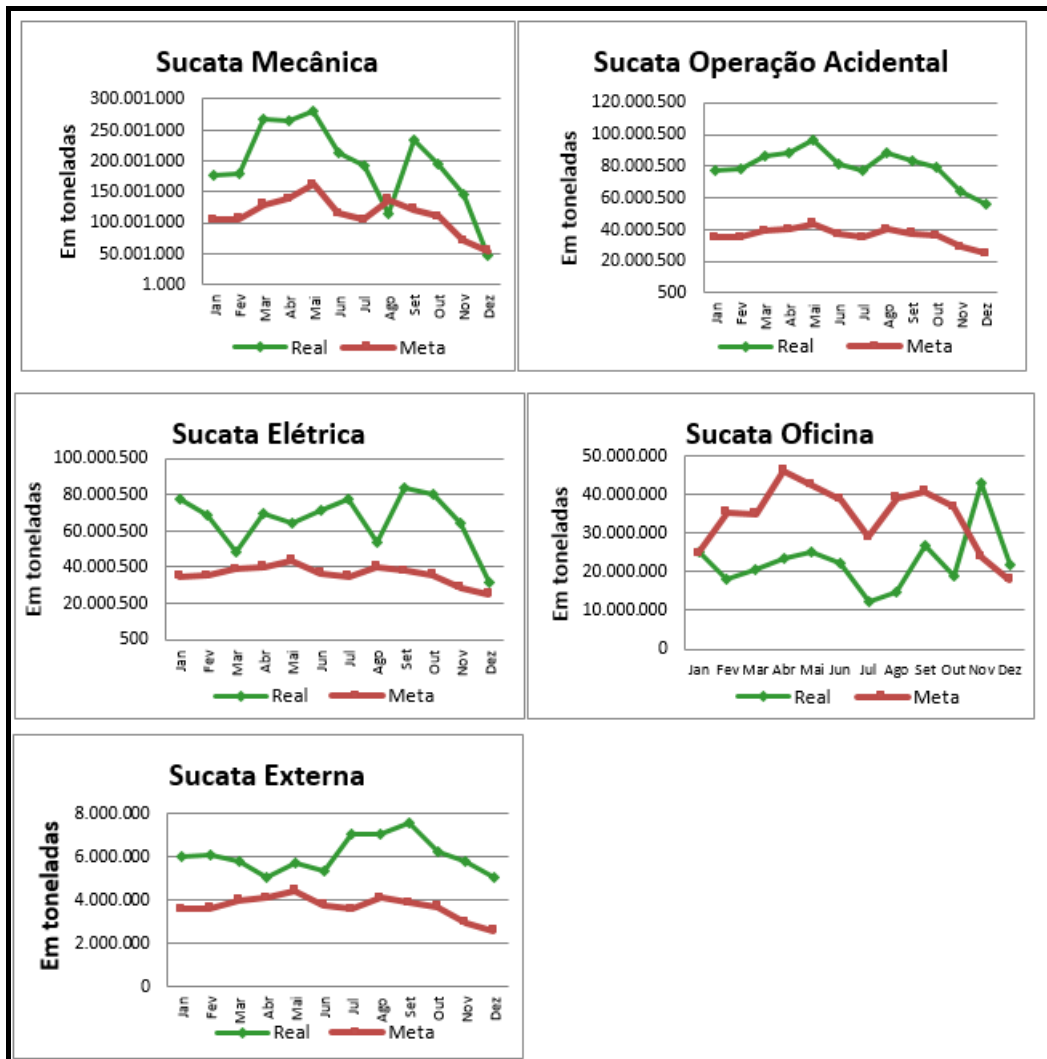 Sucata Mecânica
Em toneladas
300.001.000
250.001.000
200.001.000
150.001.000
100.001.000
50.001.000
1.000
Jan Fev Mar Abr Mai Jun Jul Ago Set Out Nov Dez
Real Meta
Sucata Operação Acidental
Em toneladas
120.000.500
100.000.500
80.000.500
60.000.500
40.000.500
20.000.500
500
Jan Fev Mar Abr Mai Jun Jul Ago Set Out Nov Dez
Real Meta
Sucata Elétrica
Em toneladas
100.000.500
80.000.500
60.000.500
40.000.500
20.000.500
500
Jan Fev Mar Abr Mai Jun Jul Ago Set Out Nov Dez
Real Meta
Sucata Oficina
Em toneladas
50.000.000
40.000.000
30.000.000
20.000.000
10.000.000
0
Jan Fev Mar Abr Mai Jun Jul Ago Set Out Nov Dez
Real Meta
Sucata Externa
Em toneladas
8.000.000
6.000.000
4.000.000
2.000.000
0
Jan Fev Mar Abr Mai Jun Jul Ago Set Out Nov Dez
Real Meta